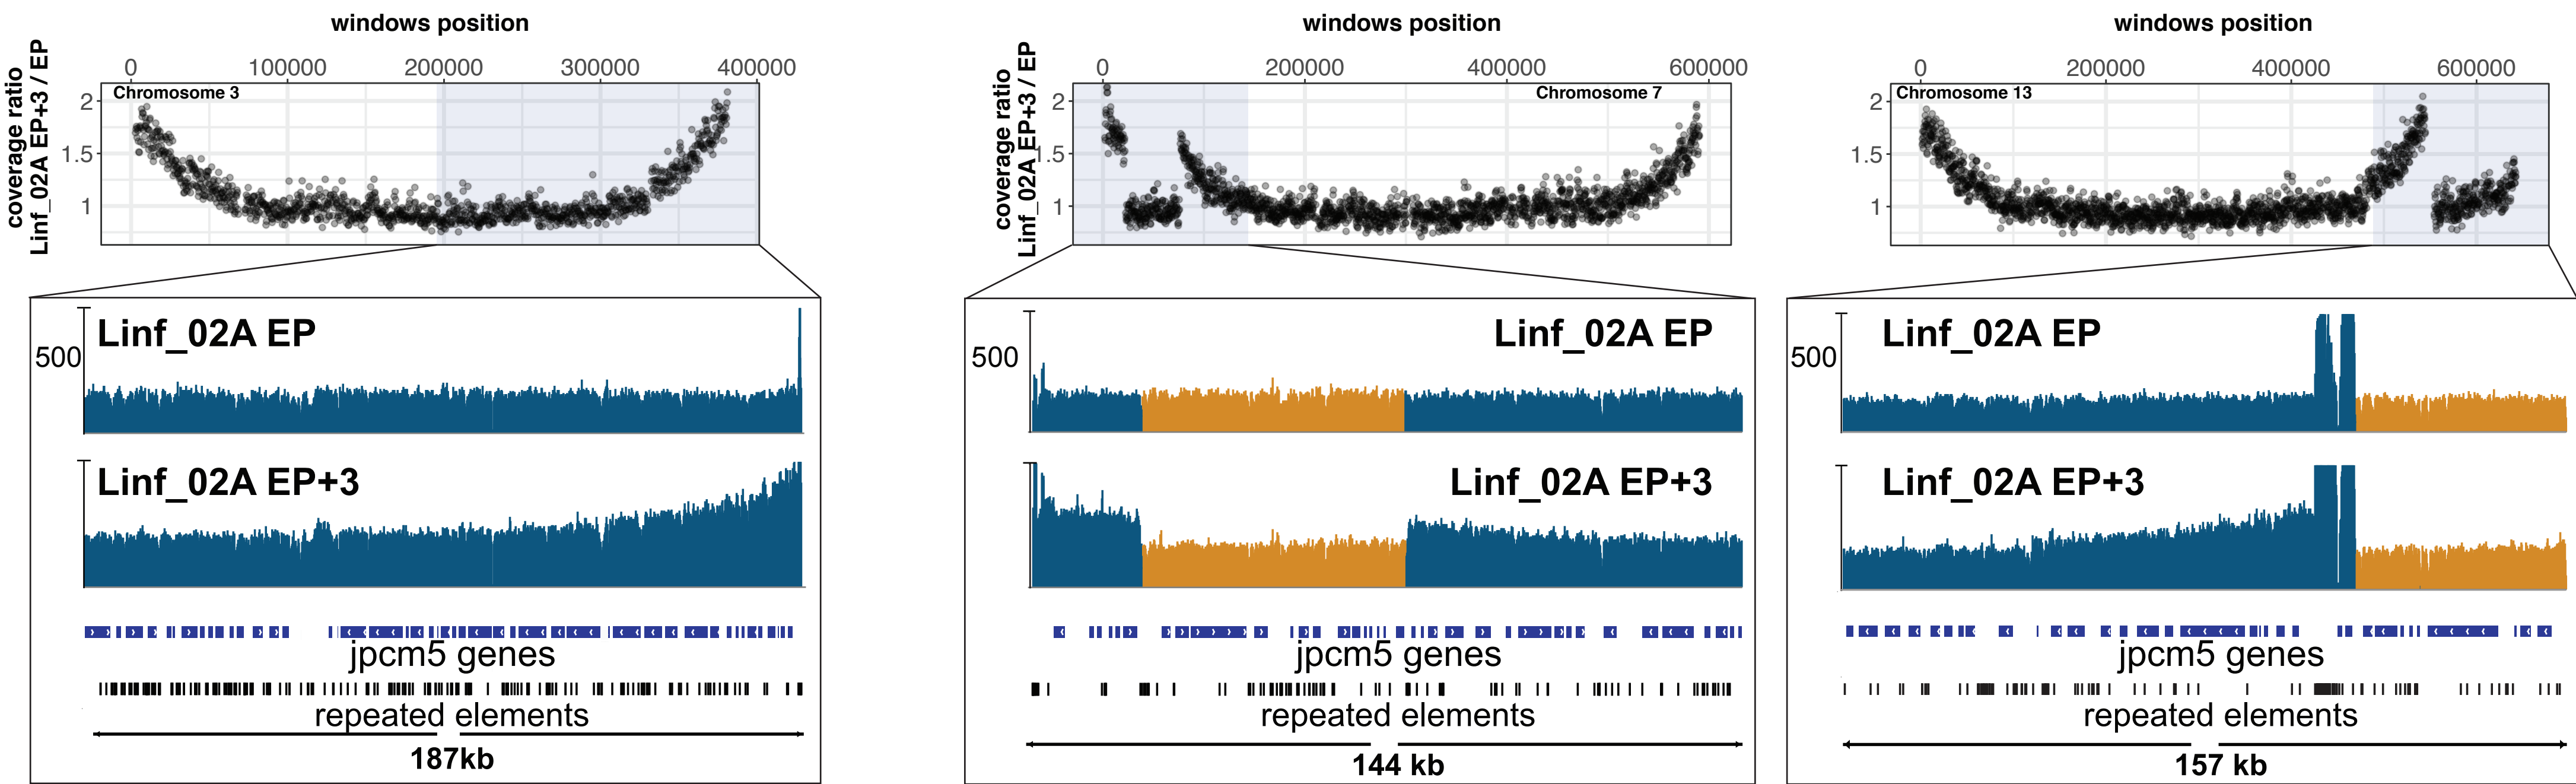 windows position
0 100000 200000 300000 400000
coverage ratio
Linf_02A EP+3 / EP
Chromosome 3
2
1.5
1
Linf_02A EP
500
Linf_02A EP+3
jpcm5 genes
repeated elements
187kb
windows position
0 200000 400000 600000
coverage ratio
Linf_02A EP+3 / EP
Chromosome 7
2
1.5
1
Linf_02A EP
500
Linf_02A EP+3
jpcm5 genes
repeated elements
144 kb
windows position
0 200000 400000 600000
Chromosome 13
2
1.5
1
Linf_02A EP
500
Linf_02A EP+3
jpcm5 genes
repeated elements
157 kb